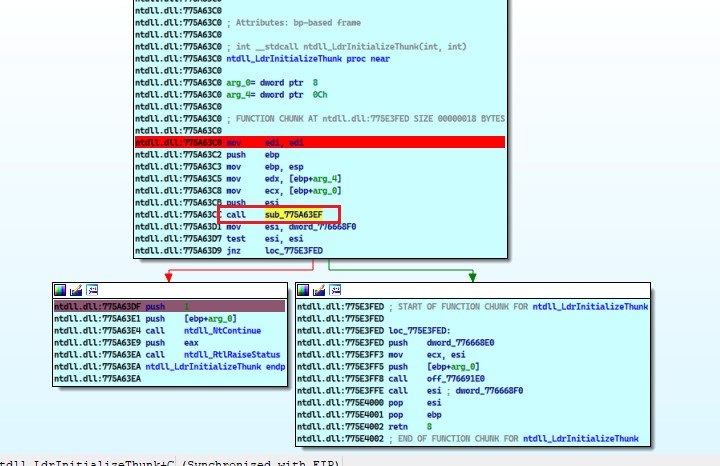 ntdll.dll:775A63C0
ntdll.dll:775A63C0
ntdll.dll:775A63C0 ; Attributes: bp-based frame
ntdll.dll:775A63C0
ntdll.dll:775A63C0 ; int __stdcall ntdll_LdrInitializeThunk(int, int)
ntdll.dll:775A63C0 ntdll_LdrInitializeThunk proc near
ntdll.dll:775A63C0
ntdll.dll:775A63C0 arg_0= dword ptr  8
ntdll.dll:775A63C0 arg_4= dword ptr  0Ch
ntdll.dll:775A63C0
ntdll.dll:775A63C0 ; FUNCTION CHUNK AT ntdll.dll:775E3FED SIZE 00000018 BYTES
ntdll.dll:775A63C0
ntdll.dll:775A63C0 mov     edi, edi
ntdll.dll:775A63C2 push    ebp
ntdll.dll:775A63C3 mov     ebp, esp
ntdll.dll:775A63C5 mov     edx, [ebp+arg_4]
ntdll.dll:775A63C8 mov     ecx, [ebp+arg_0]
ntdll.dll:775A63CB push    esi
ntdll.dll:775A63CC call    sub_775A63EF
ntdll.dll:775A63D1 mov     esi, dword_776668F0
ntdll.dll:775A63D7 test    esi, esi
ntdll.dll:775A63D9 jnz     loc_775E3FED
ntdll.dll:775A63DF push    1
ntdll.dll:775A63E1 push    [ebp+arg_0]
ntdll.dll:775A63E4 call    ntdll_NtContinue
ntdll.dll:775A63E9 push    eax
ntdll.dll:775A63EA call    ntdll_RtlRaiseStatus
ntdll.dll:775A63EA ntdll_LdrInitializeThunk endp
ntdll.dll:775A63EA
ntdll.dll:775E3FED ; START OF FUNCTION CHUNK FOR ntdll_LdrInitializeThunk
ntdll.dll:775E3FED
ntdll.dll:775E3FED loc_775E3FED:
ntdll.dll:775E3FED push    dword_776668E0
ntdll.dll:775E3FF3 mov     ecx, esi
ntdll.dll:775E3FF5 push    [ebp+arg_0]
ntdll.dll:775E3FF8 call    off_776691E0
ntdll.dll:775E3FFE call    esi ; dword_776668F0
ntdll.dll:775E4000 pop     esi
ntdll.dll:775E4001 pop     ebp
ntdll.dll:775E4002 retn    8
ntdll.dll:775E4002 ; END OF FUNCTION CHUNK FOR ntdll_LdrInitializeThunk
tdll_LdrInitializeThunk+C (Synchronized with EIP)